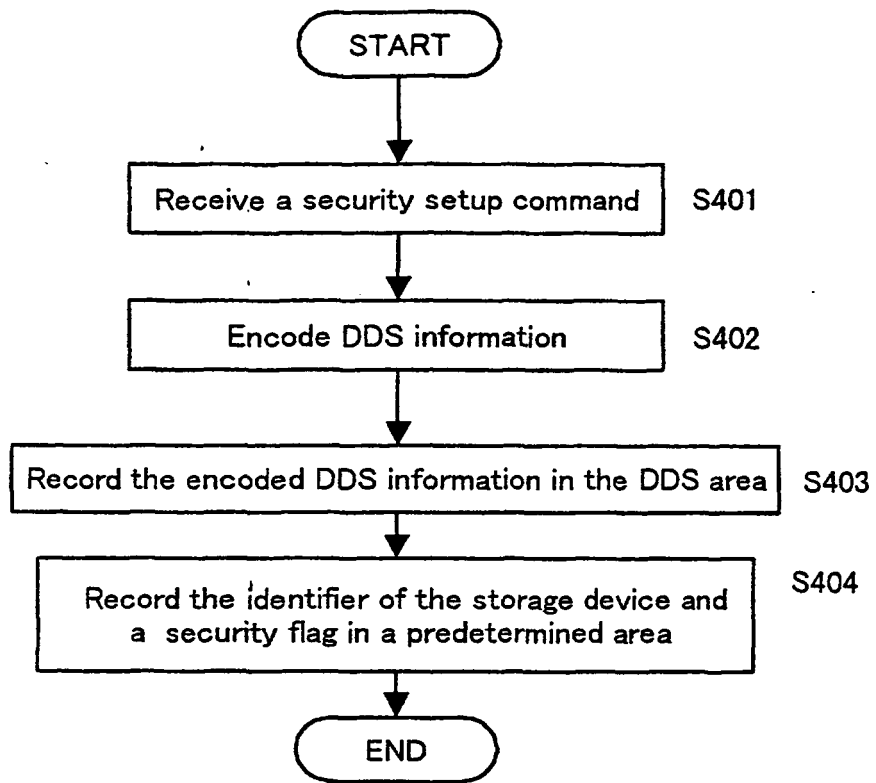 START
Receive a security setup command S401
Encode DDS information S402
Record the encoded DDS information in the DDS area S403
Record the identifier of the storage device and S404
a security flag in a predetermined area
END